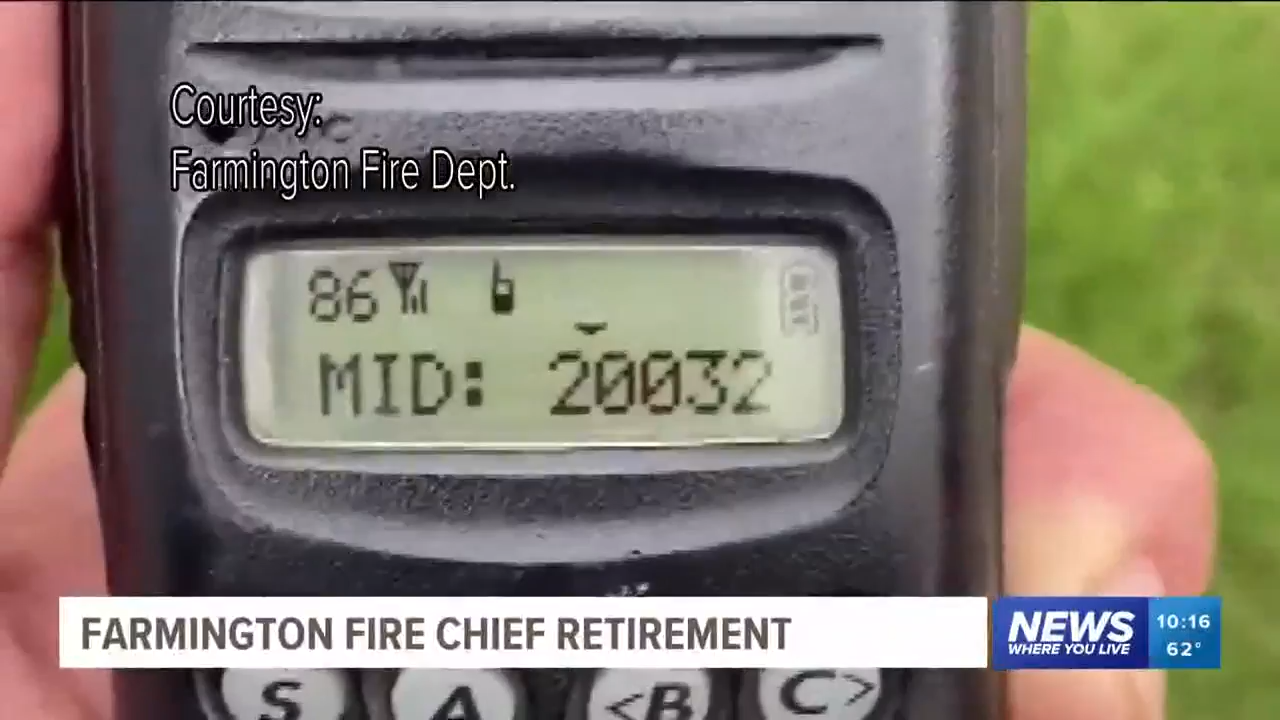 Courtesy:
Farmington Fire Dept.
86
MID: 20032
FARMINGTON FIRE CHIEF RETIREMENT
NEWS
WHERE YOU LIVE
10:16
62°
S A <B C>